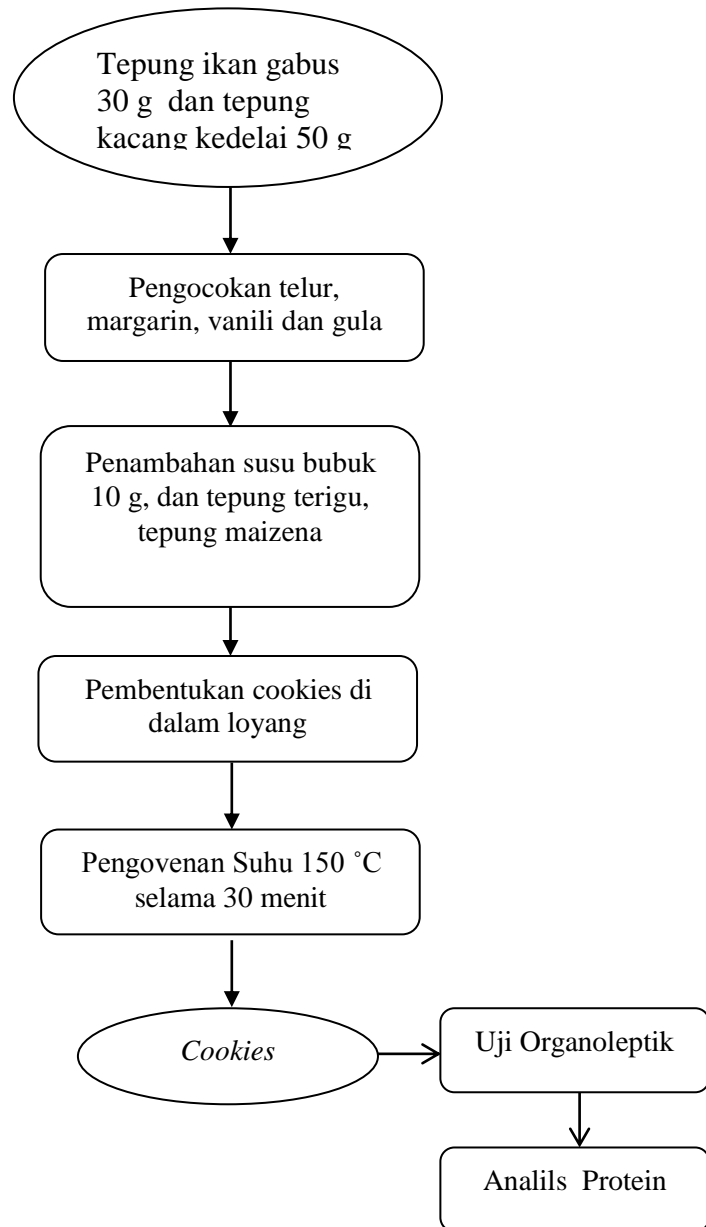 Tepung ikan gabus
30 g  dan tepung
kacang kedelai 50 g
Pengocokan telur,
margarin, vanili dan gula
Penambahan susu bubuk
10 g, dan tepung terigu,
tepung maizena
Pembentukan cookies di
dalam loyang
Pengovenan Suhu 150 ˚C
selama 30 menit
Cookies
Uji Organoleptik
Analils  Protein